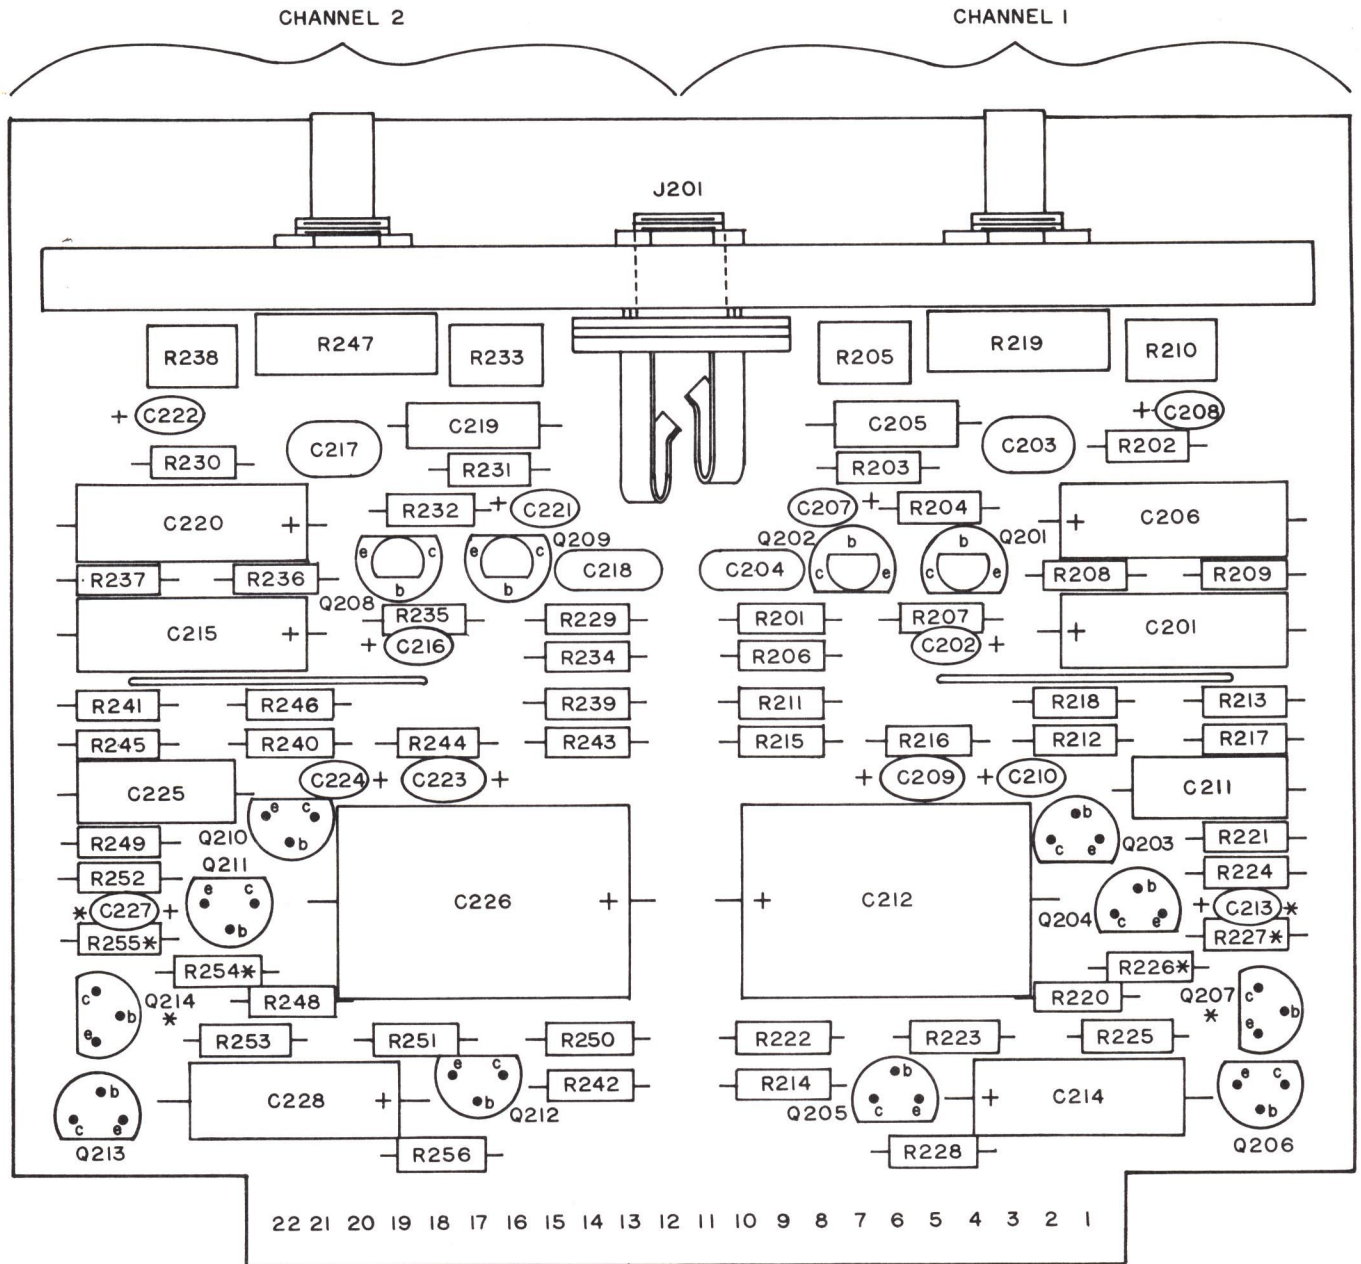 CHANNEL 2 CHANNEL 1
J201
R238 R247 R233 R205 R219 R210
+ C222 C217 C219 C205 C203 + C208
R230 R231 R203 R202
C220 + R232 + C221 C207 + R204 + C206
e c b e c b Q209 Q202 b c e b c e Q201
R237 R236 C218 C204 R208 R209
Q208
C215 + R235 R229 R201 R207 + C201
+ C216 R234 R206 C202 +
R241 R246 R239 R211 R218 R213
R245 R240 R244 R243 R215 R216 R212 R217
C225 C224 + C223 + + C209 + C210 C211
Q210 e c b b c e Q203
R249 R221
R252 Q211 R224
* C227 + e c b C226 + + C212 Q204 b c e + C213 *
R255* R227*
R254* R226*
c b e Q214 * R248 R220 Q207 * c b e
R253 R251 R250 R222 R223 R225
e c b Q212 R242 R214 Q205 b c e e c b Q206
b c e Q213 C228 + + C214
R256 R228
22 21 20 19 18 17 16 15 14 13 12 11 10 9 8 7 6 5 4 3 2 1